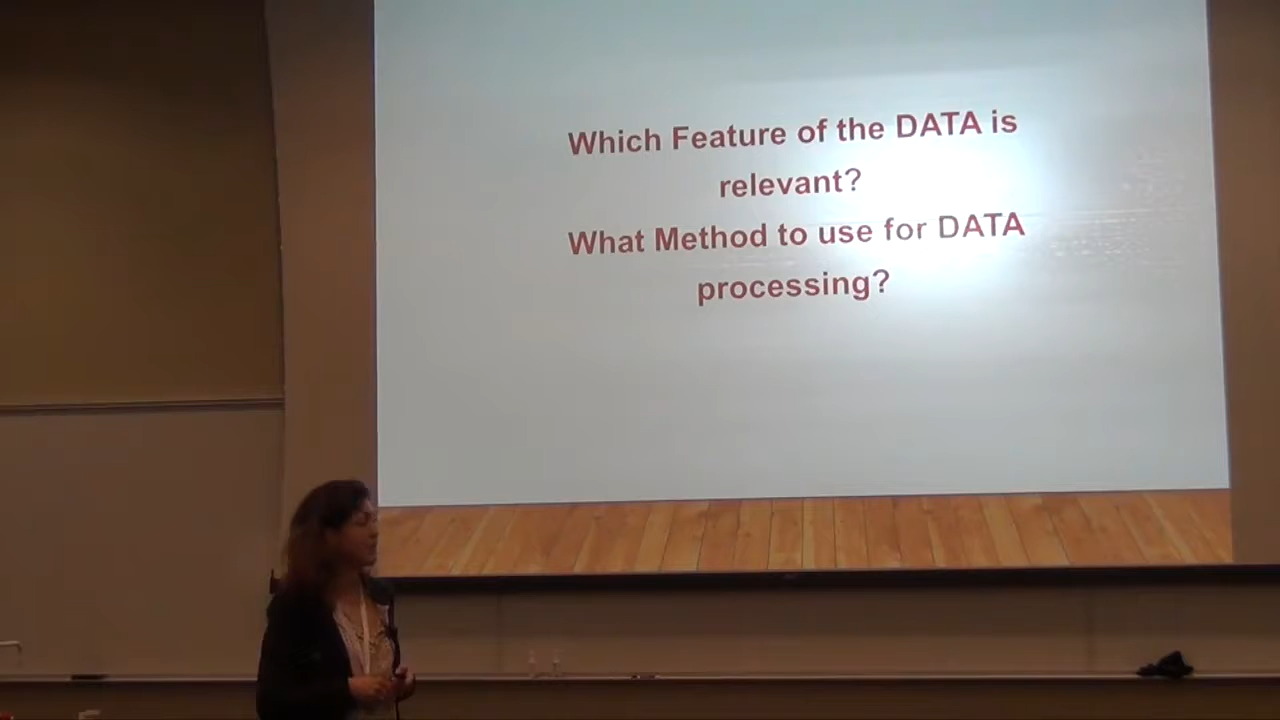 Which Feature of the DATA is
relevant?
What Method to use for DATA
processing?